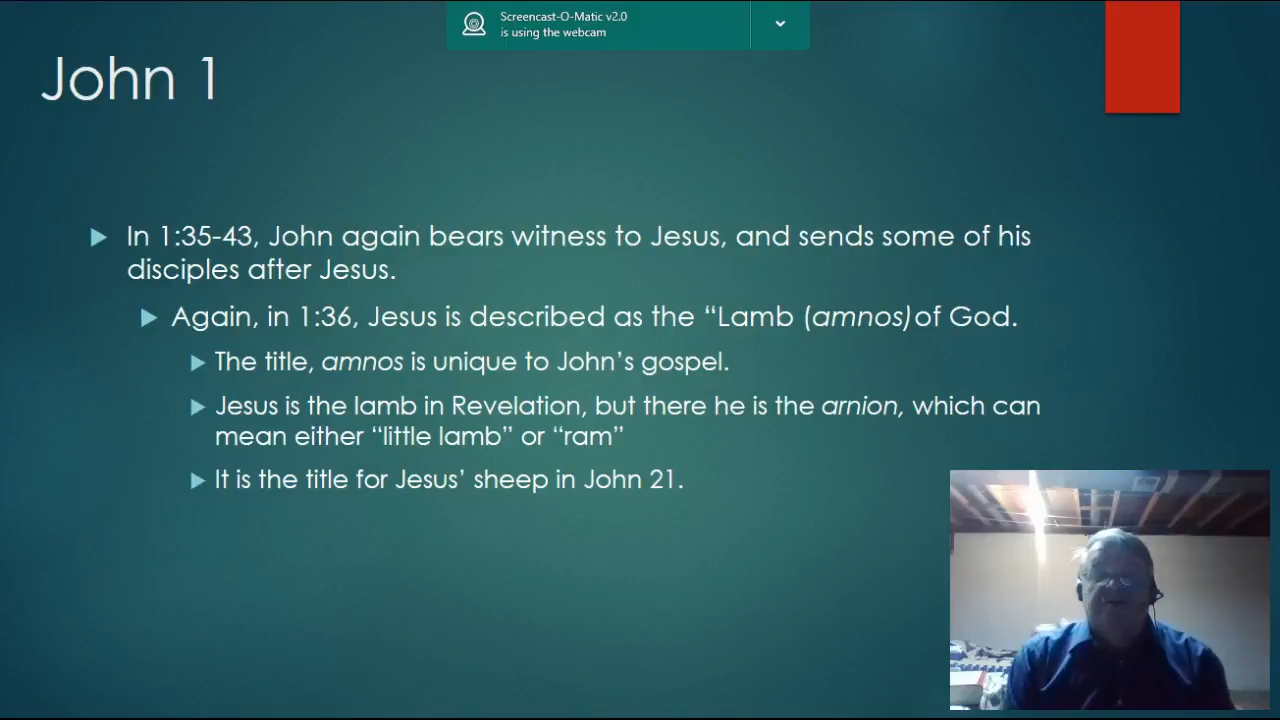 Screencast-O-Matic v2.0
is using the webcam
John 1
In 1:35-43, John again bears witness to Jesus, and sends some of his
disciples after Jesus.
Again, in 1:36, Jesus is described as the “Lamb (amnos)of God.
The title, amnos is unique to John’s gospel.
Jesus is the lamb in Revelation, but there he is the arnion, which can
mean either “little lamb” or “ram”
It is the title for Jesus’ sheep in John 21.